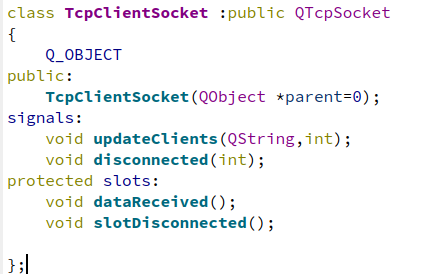 class TcpClientSocket :public QTcpSocket
{
    Q_OBJECT
public:
    TcpClientSocket(QObject *parent=0);
signals:
    void updateClients(QString,int);
    void disconnected(int);
protected slots:
    void dataReceived();
    void slotDisconnected();

};